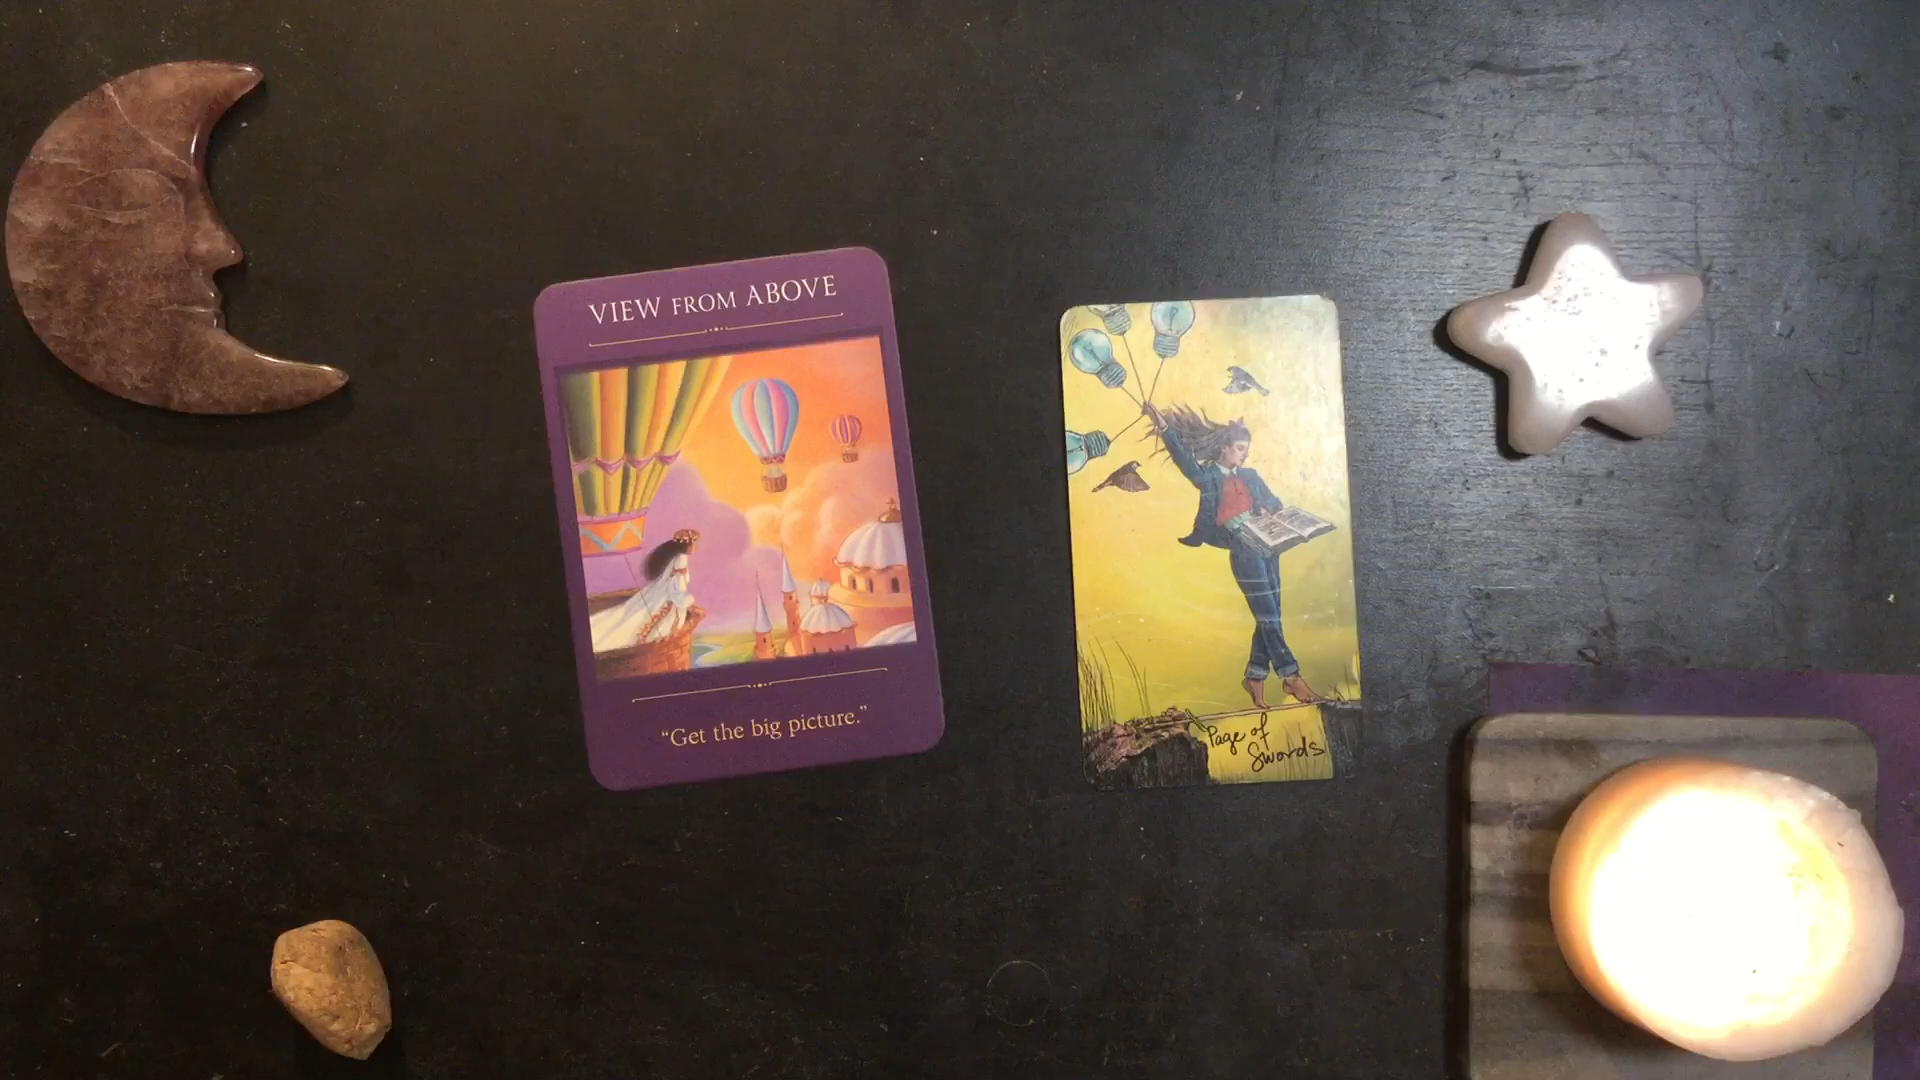 VIEW FROM ABOVE
“Get the big picture.”
Page of
Swords